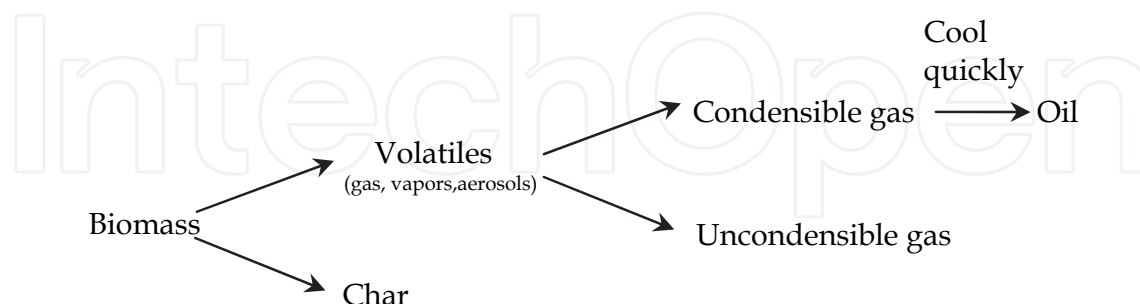 IntechOpen
Cool
quickly
Condensible gas
Oil
Volatiles
(gas, vapors,aerosols)
Biomass
Uncondensible gas
Char